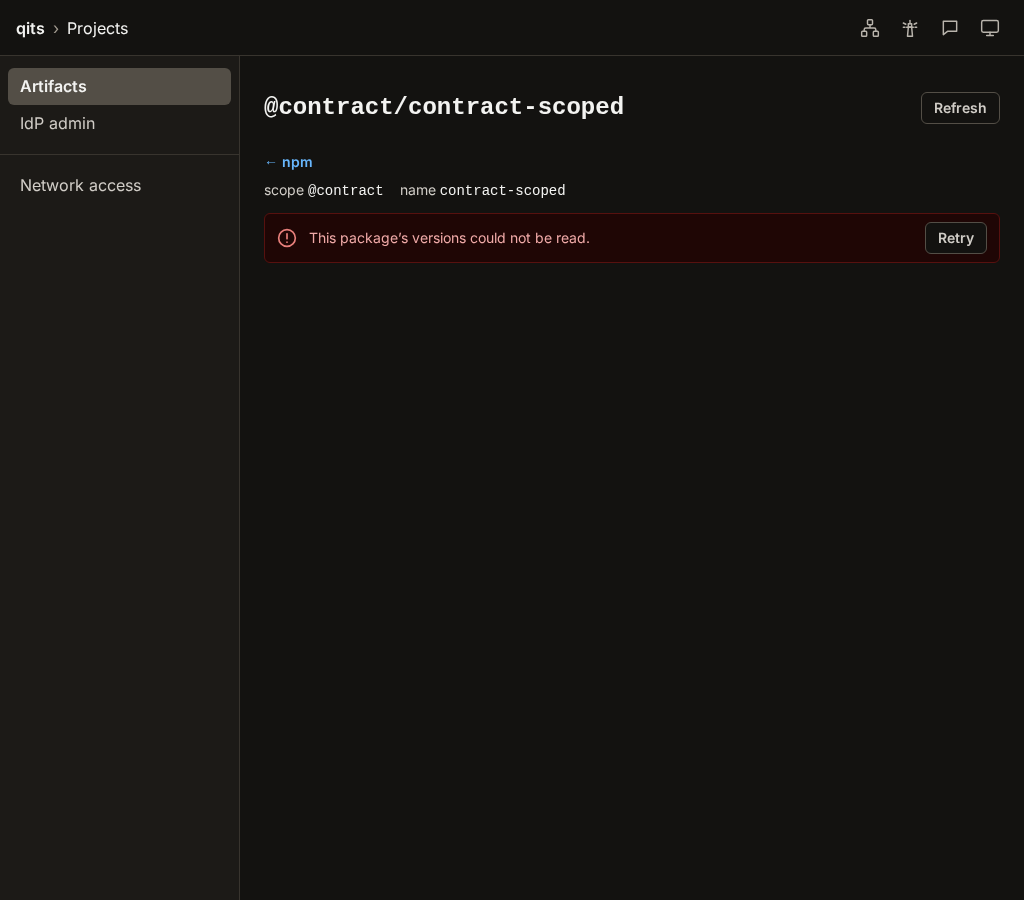 qits › Projects
Artifacts
IdP admin
Network access
@contract/contract-scoped
Refresh
← npm
scope @contract name contract-scoped
This package’s versions could not be read.
Retry